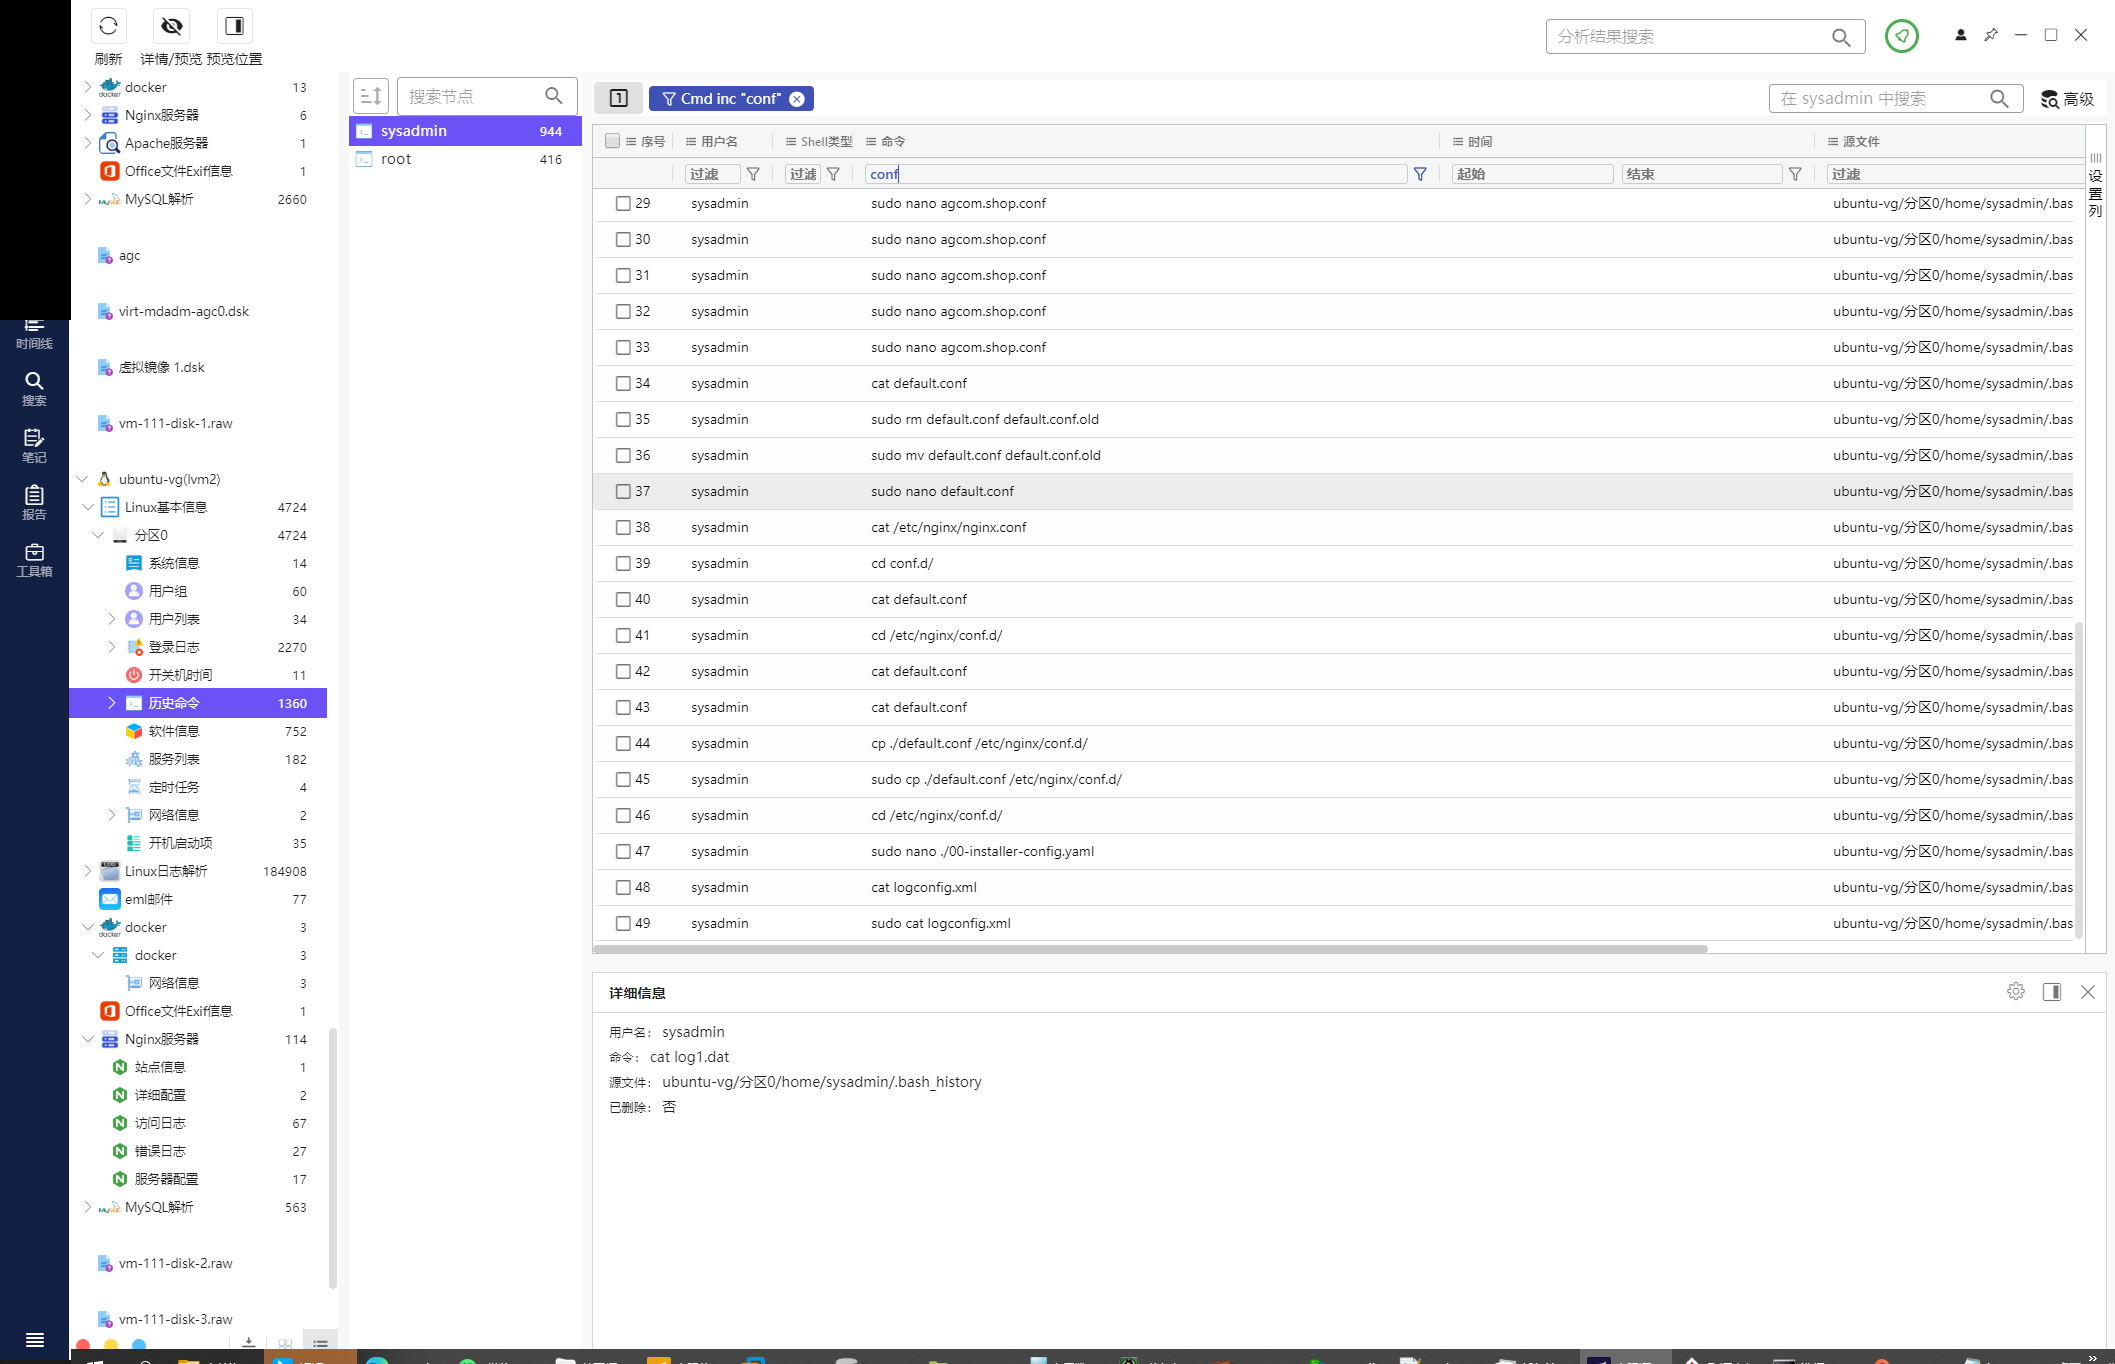 刷新
详情/预览
预览位置
分析结果搜索
时间线
搜索
笔记
报告
工具箱
docker 13
Nginx服务器 6
Apache服务器 1
Office文件Exif信息 1
MySQL解析 2660
agc
virt-mdadm-agc0.dsk
虚拟镜像 1.dsk
vm-111-disk-1.raw
ubuntu-vg(lvm2)
Linux基本信息 4724
分区0 4724
系统信息 14
用户组 60
用户列表 34
登录日志 2270
开关机时间 11
历史命令 1360
软件信息 752
服务列表 182
定时任务 4
网络信息 2
开机启动项 35
Linux日志解析 184908
eml邮件 77
docker 3
docker 3
网络信息 3
Office文件Exif信息 1
Nginx服务器 114
站点信息 1
详细配置 2
访问日志 67
错误日志 27
服务器配置 17
MySQL解析 563
vm-111-disk-2.raw
vm-111-disk-3.raw
搜索节点
sysadmin 944
root 416
1
Cmd inc "conf"
在 sysadmin 中搜索
高级
序号 用户名 Shell类型 命令 时间 源文件
过滤 过滤 conf 起始 结束 过滤
设置列
29 sysadmin sudo nano agcom.shop.conf ubuntu-vg/分区0/home/sysadmin/.bas
30 sysadmin sudo nano agcom.shop.conf ubuntu-vg/分区0/home/sysadmin/.bas
31 sysadmin sudo nano agcom.shop.conf ubuntu-vg/分区0/home/sysadmin/.bas
32 sysadmin sudo nano agcom.shop.conf ubuntu-vg/分区0/home/sysadmin/.bas
33 sysadmin sudo nano agcom.shop.conf ubuntu-vg/分区0/home/sysadmin/.bas
34 sysadmin cat default.conf ubuntu-vg/分区0/home/sysadmin/.bas
35 sysadmin sudo rm default.conf default.conf.old ubuntu-vg/分区0/home/sysadmin/.bas
36 sysadmin sudo mv default.conf default.conf.old ubuntu-vg/分区0/home/sysadmin/.bas
37 sysadmin sudo nano default.conf ubuntu-vg/分区0/home/sysadmin/.bas
38 sysadmin cat /etc/nginx/nginx.conf ubuntu-vg/分区0/home/sysadmin/.bas
39 sysadmin cd conf.d/ ubuntu-vg/分区0/home/sysadmin/.bas
40 sysadmin cat default.conf ubuntu-vg/分区0/home/sysadmin/.bas
41 sysadmin cd /etc/nginx/conf.d/ ubuntu-vg/分区0/home/sysadmin/.bas
42 sysadmin cat default.conf ubuntu-vg/分区0/home/sysadmin/.bas
43 sysadmin cat default.conf ubuntu-vg/分区0/home/sysadmin/.bas
44 sysadmin cp ./default.conf /etc/nginx/conf.d/ ubuntu-vg/分区0/home/sysadmin/.bas
45 sysadmin sudo cp ./default.conf /etc/nginx/conf.d/ ubuntu-vg/分区0/home/sysadmin/.bas
46 sysadmin cd /etc/nginx/conf.d/ ubuntu-vg/分区0/home/sysadmin/.bas
47 sysadmin sudo nano ./00-installer-config.yaml ubuntu-vg/分区0/home/sysadmin/.bas
48 sysadmin cat logconfig.xml ubuntu-vg/分区0/home/sysadmin/.bas
49 sysadmin sudo cat logconfig.xml ubuntu-vg/分区0/home/sysadmin/.bas
详细信息
用户名： sysadmin
命令： cat log1.dat
源文件： ubuntu-vg/分区0/home/sysadmin/.bash_history
已删除： 否